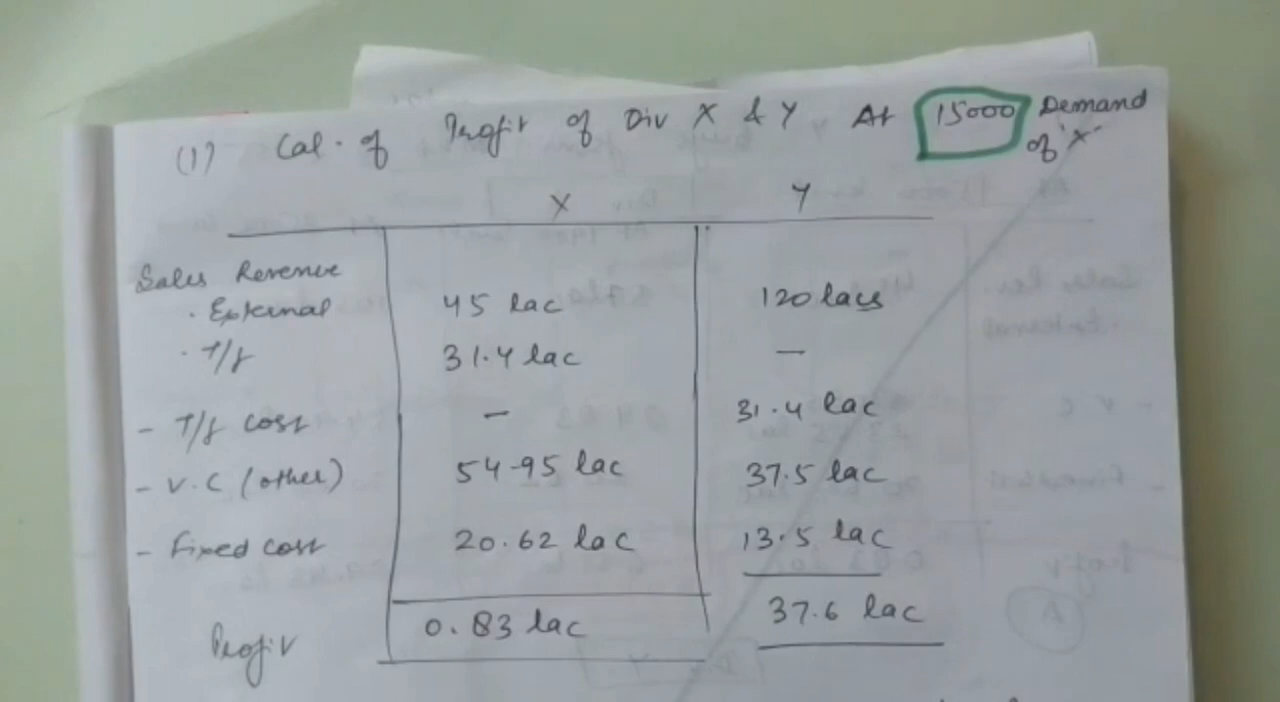 (1) Cal. of Profit of Div X & Y At 15000 Demand of "X"
X Y
Sales Revenue
. External 45 lac 120 lacs
. T/f 31.4 lac —
- T/f cost — 31.4 lac
- V.C (other) 54.95 lac 37.5 lac
- Fixed cost 20.62 lac 13.5 lac
Profit 0.83 lac 37.6 lac